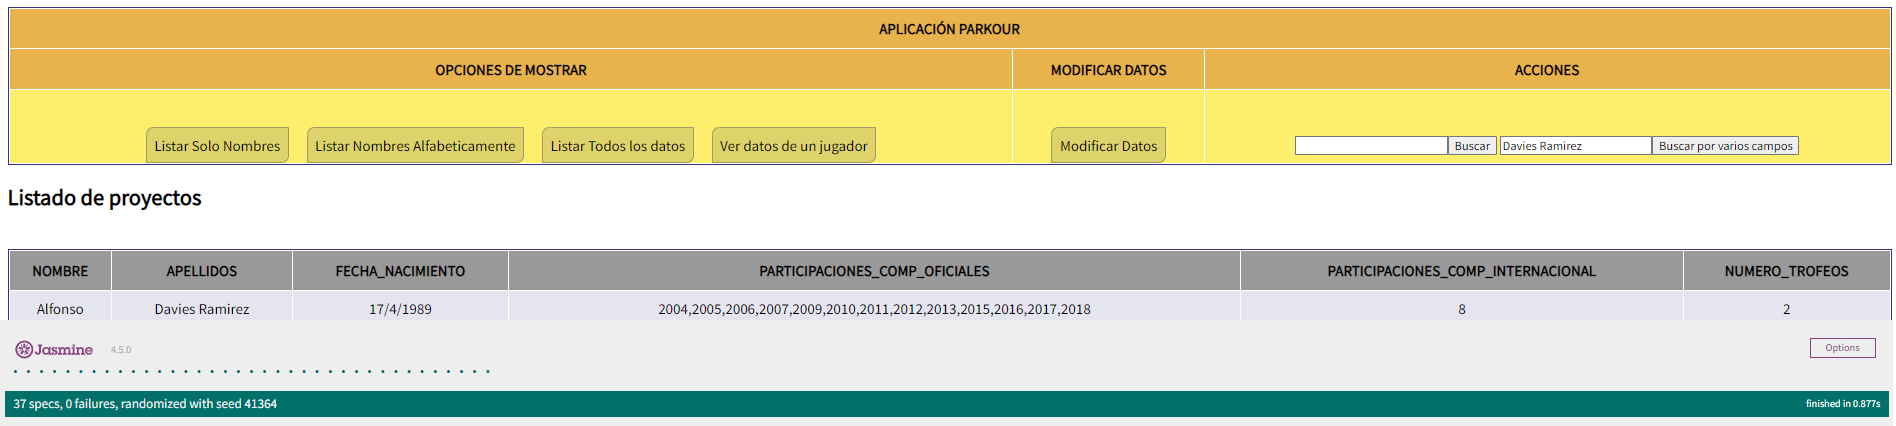 APLICACIÓN PARKOUR
OPCIONES DE MOSTRAR MODIFICAR DATOS ACCIONES
Listar Solo Nombres Listar Nombres Alfabeticamente Listar Todos los datos Ver datos de un jugador Modificar Datos Buscar Davies Ramirez Buscar por varios campos
Listado de proyectos
NOMBRE APELLIDOS FECHA_NACIMIENTO PARTICIPACIONES_COMP_OFICIALES PARTICIPACIONES_COMP_INTERNACIONAL NUMERO_TROFEOS
Alfonso Davies Ramirez 17/4/1989 2004,2005,2006,2007,2009,2010,2011,2012,2013,2015,2016,2017,2018 8 2
Jasmine 4.5.0 Options
37 specs, 0 failures, randomized with seed 41364 finished in 0.877s